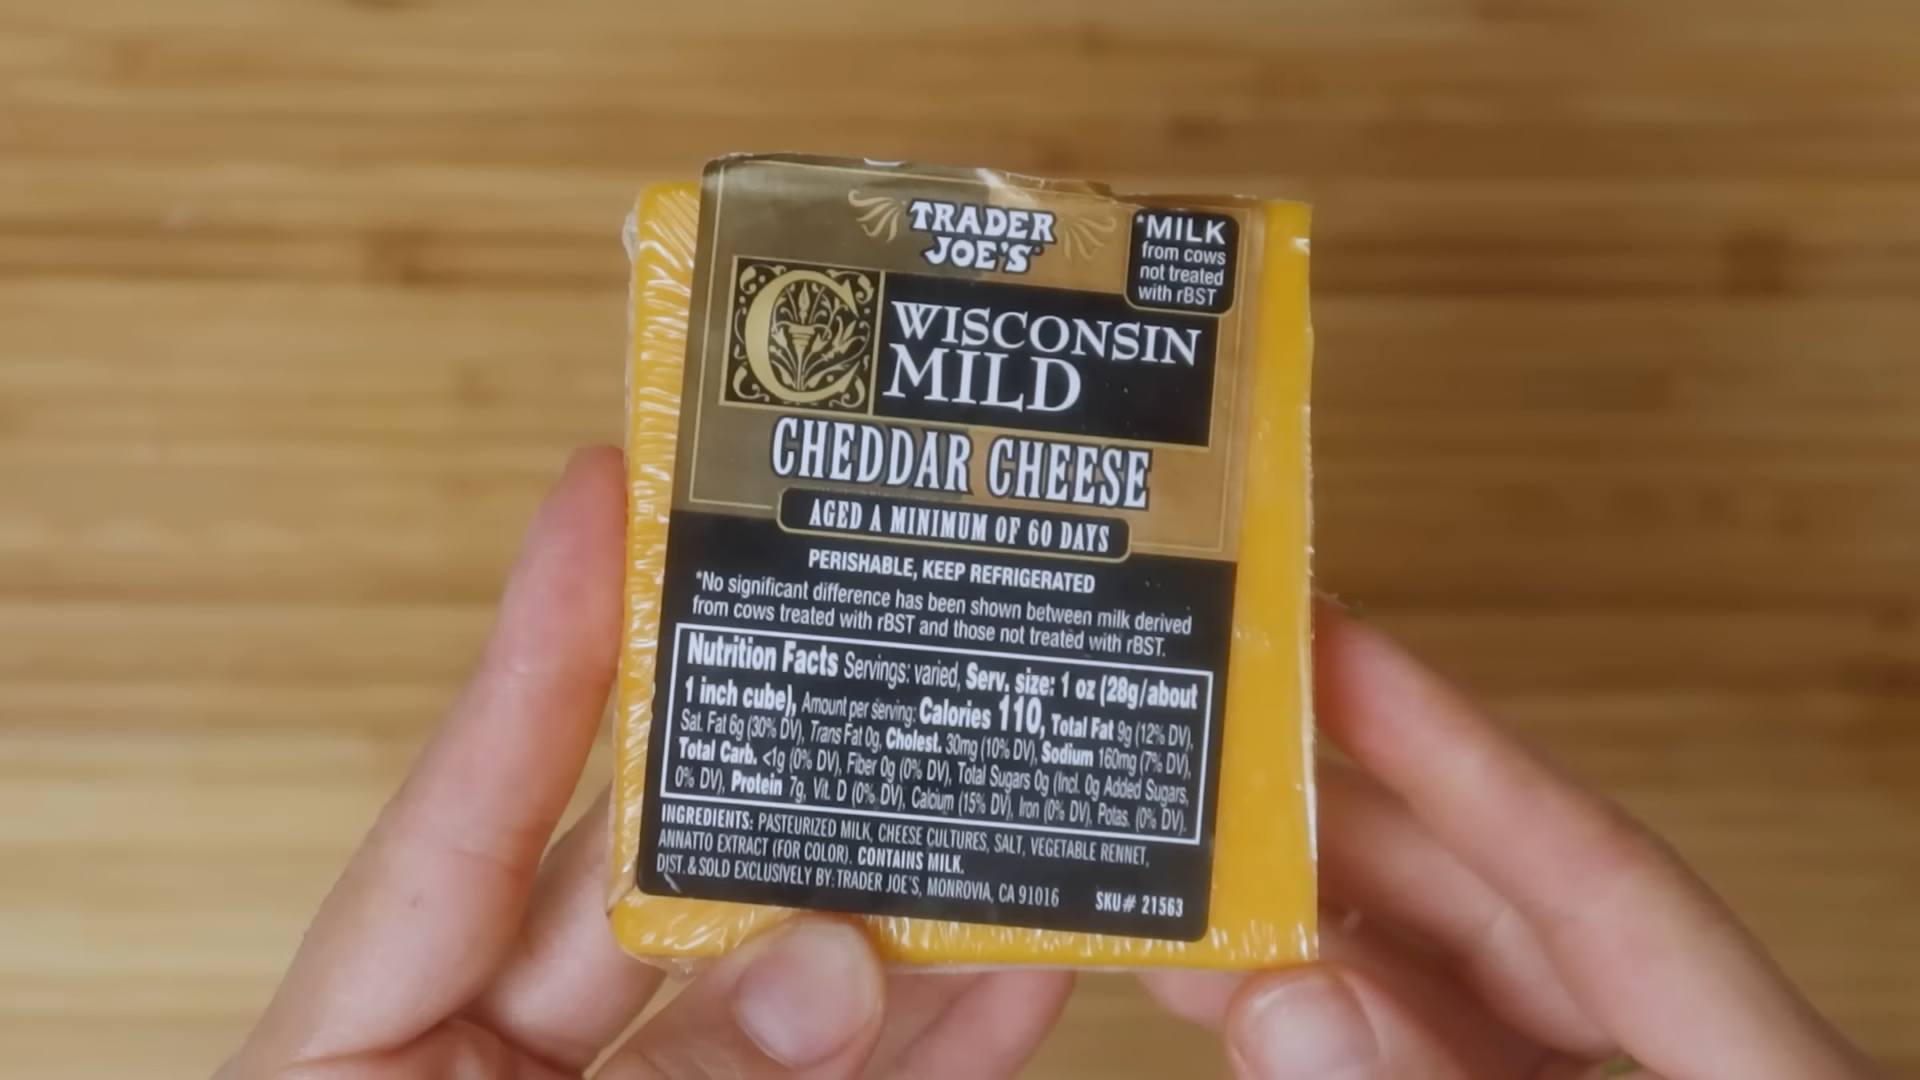 TRADER
JOE'S
*MILK
from cows
not treated
with rBST
C
WISCONSIN
MILD
CHEDDAR CHEESE
AGED A MINIMUM OF 60 DAYS
PERISHABLE, KEEP REFRIGERATED
*No significant difference has been shown between milk derived
from cows treated with rBST and those not treated with rBST.
Nutrition Facts Servings: varied, Serv. size: 1 oz (28g/about
1 inch cube), Amount per serving: Calories 110, Total Fat 9g (12% DV),
Sat. Fat 6g (30% DV), Trans Fat 0g, Cholest. 30mg (10% DV), Sodium 160mg (7% DV),
Total Carb. <1g (0% DV), Fiber 0g (0% DV), Total Sugars 0g (Incl. 0g Added Sugars,
0% DV), Protein 7g, Vit. D (0% DV), Calcium (15% DV), Iron (0% DV), Potas. (0% DV).
INGREDIENTS: PASTEURIZED MILK, CHEESE CULTURES, SALT, VEGETABLE RENNET,
ANNATTO EXTRACT (FOR COLOR). CONTAINS MILK.
DIST. & SOLD EXCLUSIVELY BY: TRADER JOE'S, MONROVIA, CA 91016
SKU# 21563